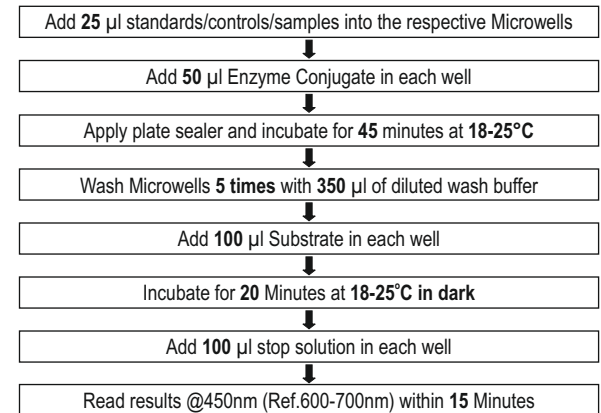 Add 25 µl standards/controls/samples into the respective Microwells
Add 50 µl Enzyme Conjugate in each well
Apply plate sealer and incubate for 45 minutes at 18-25°C
Wash Microwells 5 times with 350 µl of diluted wash buffer
Add 100 µl Substrate in each well
Incubate for 20 Minutes at 18-25°C in dark
Add 100 µl stop solution in each well
Read results @450nm (Ref.600-700nm) within 15 Minutes